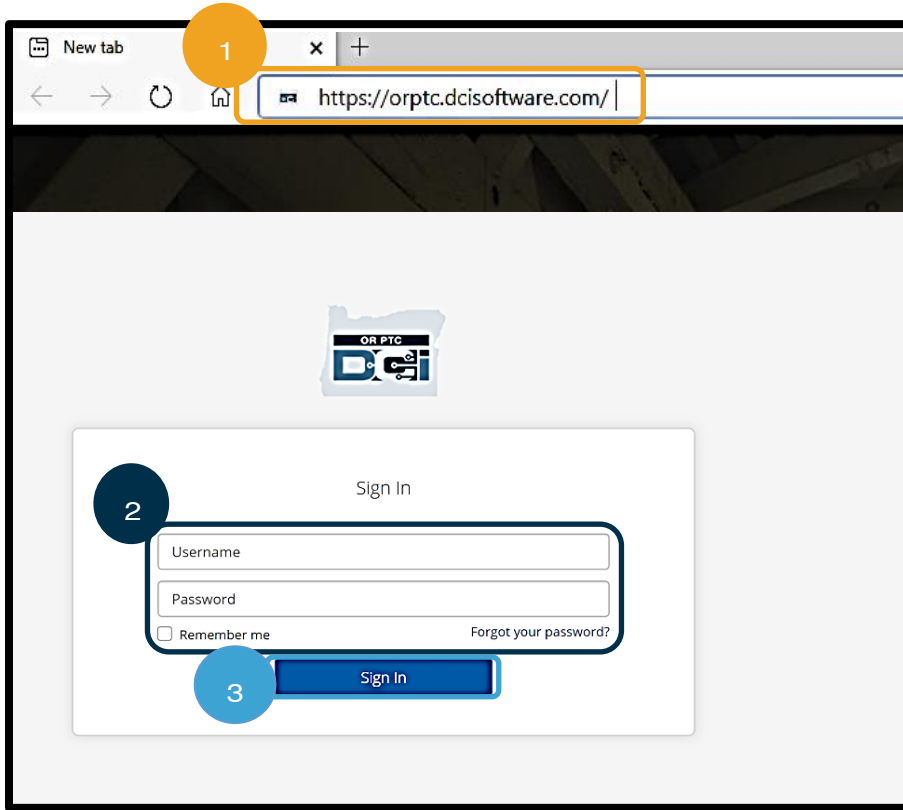 New tab
1
https://orptc.dcisoftware.com/
OR PTC
DCi
Sign In
2
Username
Password
Remember me Forgot your password?
3
Sign In